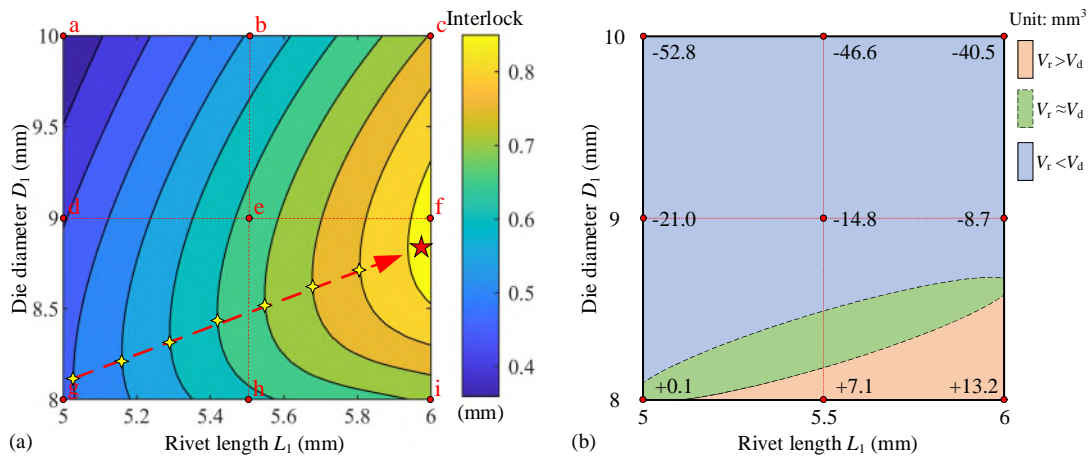 a
b
c
Interlock
10
9.5
9
8.5
8
Die diameter D1 (mm)
d
e
f
g
h
i
5
5.2
5.4
5.6
5.8
6
Rivet length L1 (mm)
(a)
0.8
0.7
0.6
0.5
0.4
(mm)
Unit: mm3
10
9
8
Die diameter D1 (mm)
-52.8
-46.6
-40.5
-21.0
-14.8
-8.7
+0.1
+7.1
+13.2
5
5.5
6
Rivet length L1 (mm)
(b)
Vr>Vd
Vr≈Vd
Vr<Vd